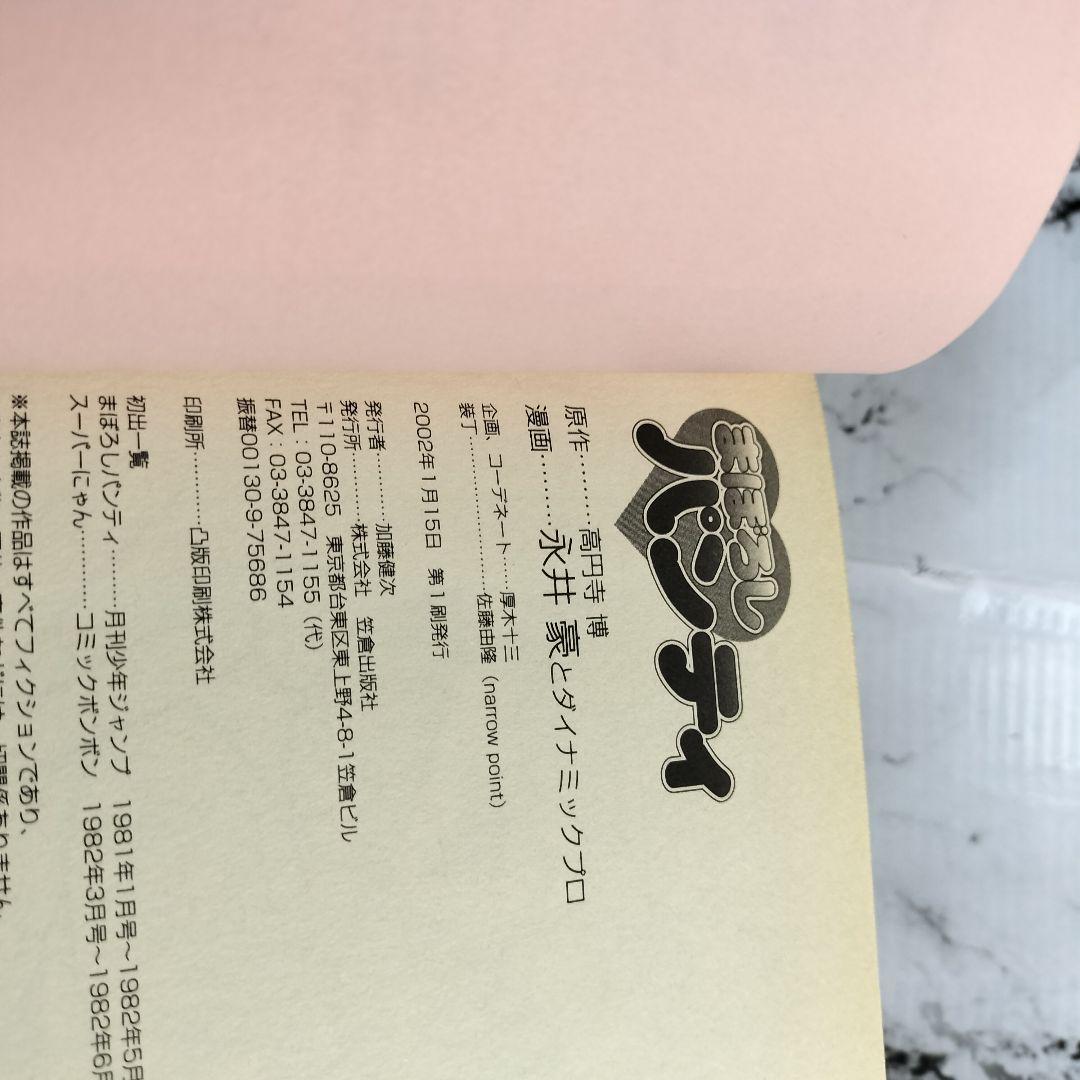 まぼろし
パンティ
原作………高円寺 博
漫画………永井 豪とダイナミックプロ
企画、コーデネート……厚木十三
装丁………………佐藤由隆（narrow point）
2002年1月15日　第1刷発行
発行者…………加藤健次
発行所…………株式会社　笠倉出版社
〒110-8625　東京都台東区東上野4-8-1笠倉ビル
TEL：03-3847-1155（代）
FAX：03-3847-1154
振替00130-9-75686
印刷所…………凸版印刷株式会社
初出一覧
まぼろしパンティ………月刊少年ジャンプ　1981年1月号～1982年5月
スーパーにゃん…………コミックボンボン　1982年3月号～1982年6月
※本誌掲載の作品はすべてフィクションであり、
一切関係ありません。